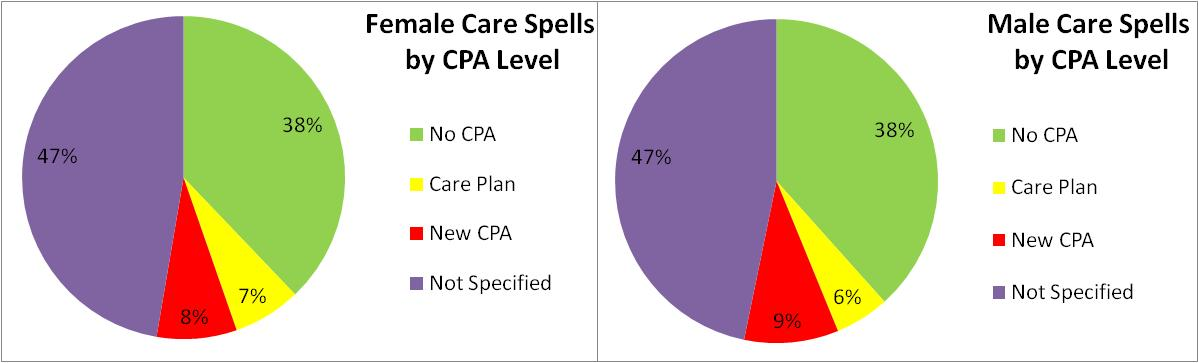 Female Care Spells
by CPA Level
38%
47%
7%
8%
No CPA
Care Plan
New CPA
Not Specified
Male Care Spells
by CPA Level
38%
47%
6%
9%
No CPA
Care Plan
New CPA
Not Specified